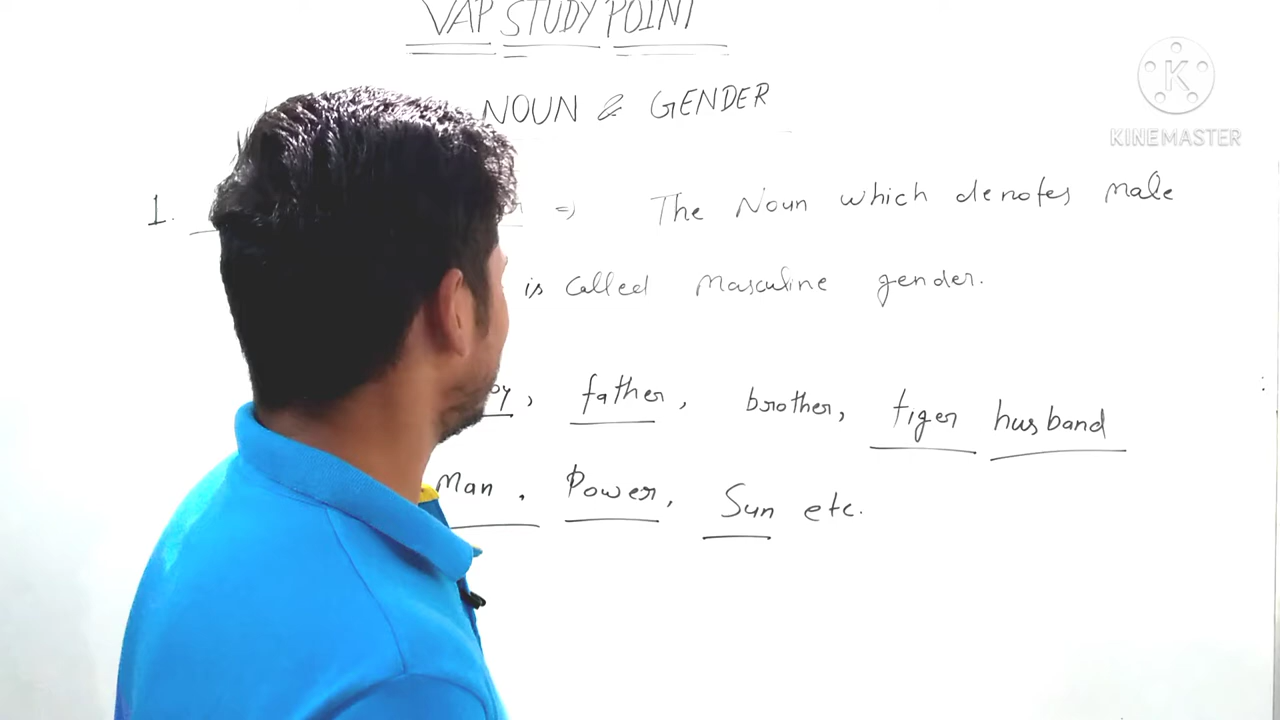 VAP STUDY POINT
NOUN & GENDER
KINEMASTER
1. => The Noun which denotes male
is called masculine gender.
father, brother, tiger husband
Man, Power, Sun etc.